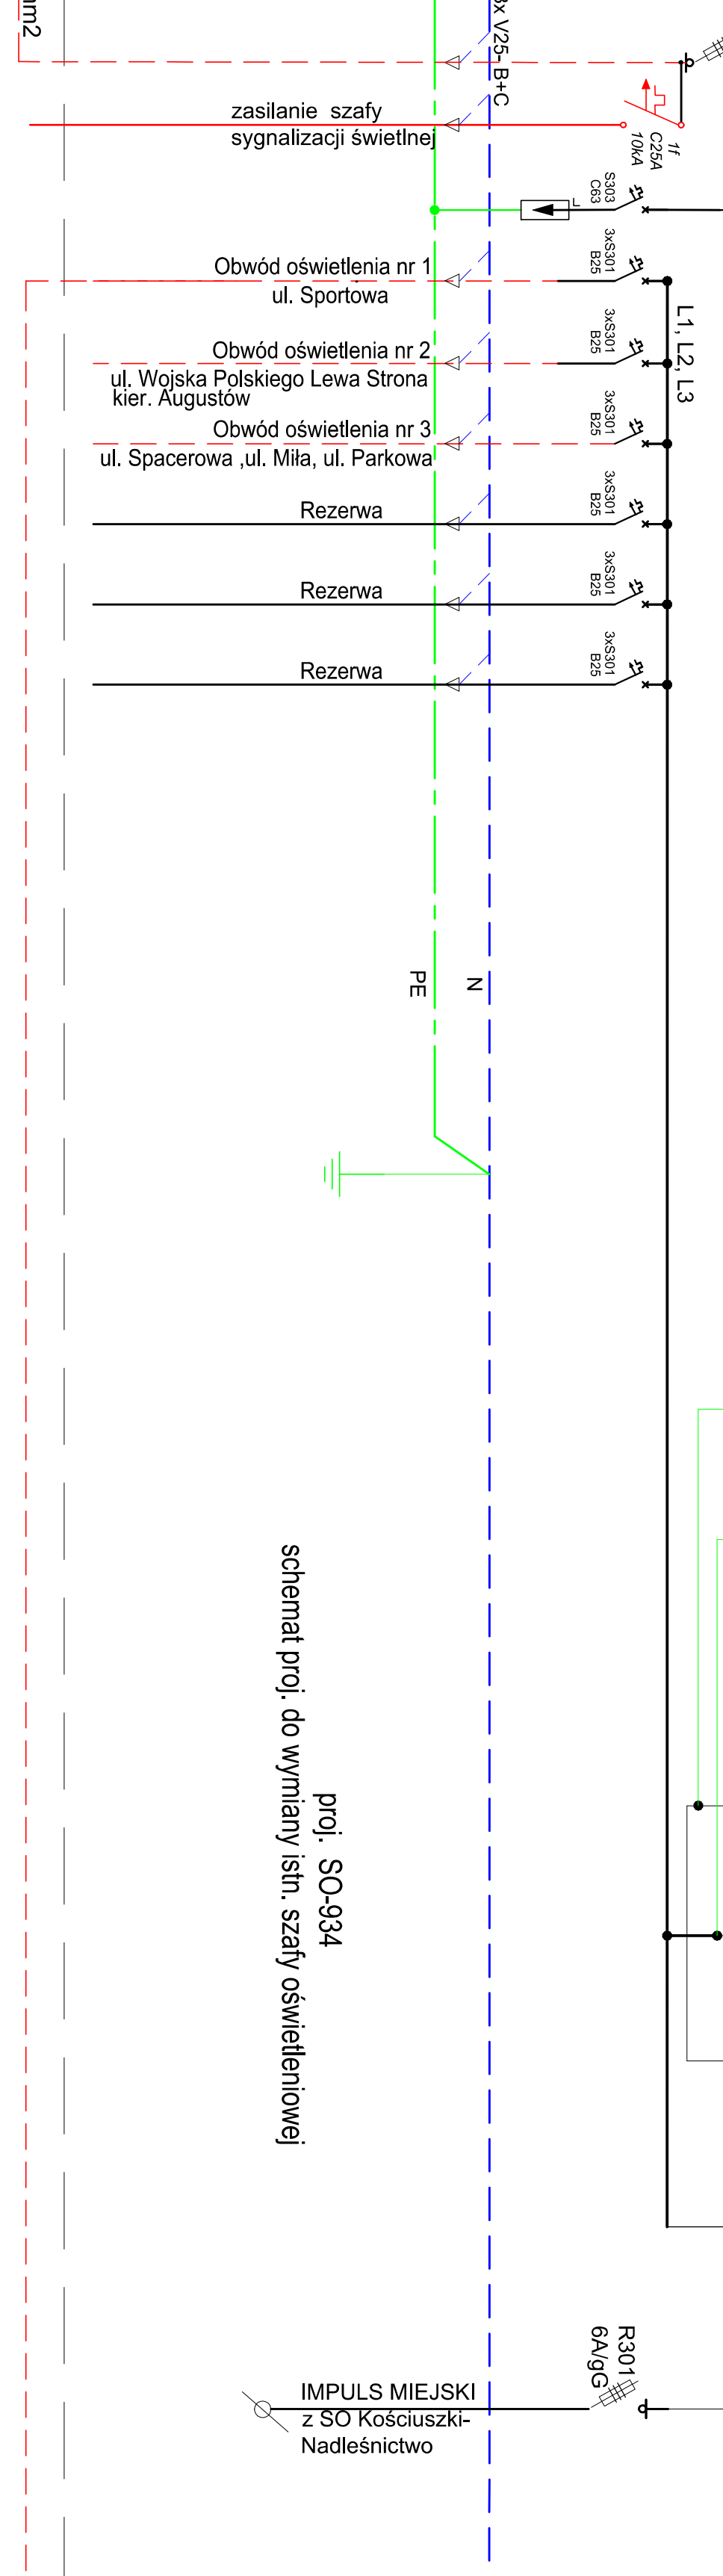 mm2
3x V25- B+C
1f
C25A
10kA
zasilanie szafy
sygnalizacji świetlnej
S303
C63
L
Obwód oświetlenia nr 1
ul. Sportowa
3xS301
B25
L1, L2, L3
Obwód oświetlenia nr 2
ul. Wojska Polskiego Lewa Strona
kier. Augustów
3xS301
B25
Obwód oświetlenia nr 3
ul. Spacerowa ,ul. Miła, ul. Parkowa
3xS301
B25
Rezerwa
3xS301
B25
Rezerwa
3xS301
B25
Rezerwa
3xS301
B25
PE
N
proj. SO-934
schemat proj. do wymiany istn. szafy oświetleniowej
R301
6A/gG
IMPULS MIEJSKI
z SO Kościuszki-
Nadleśnictwo